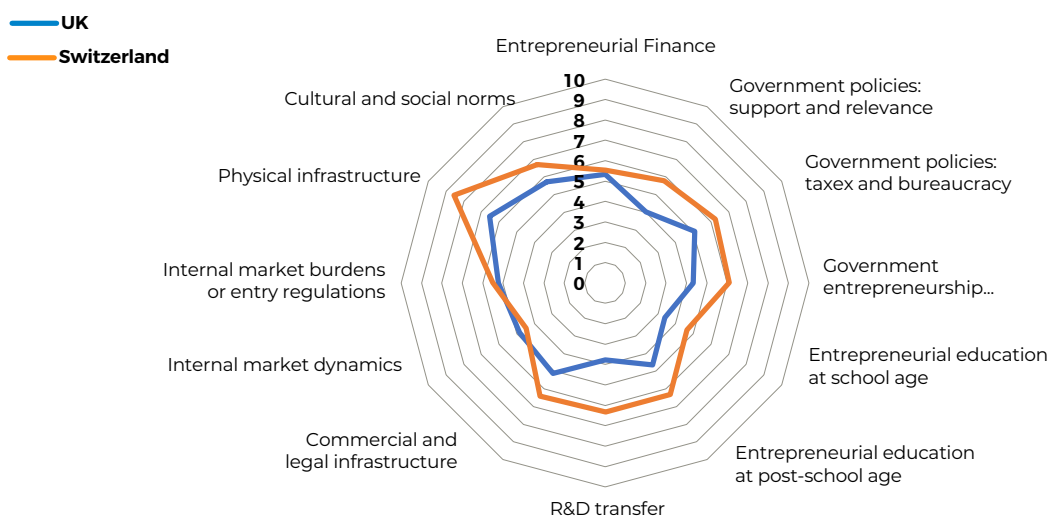 UK
Switzerland
Entrepreneurial Finance
Government policies:
support and relevance
Government policies:
taxex and bureaucracy
Government
entrepreneurship...
Entrepreneurial education
at school age
Entrepreneurial education
at post-school age
R&D transfer
Commercial and
legal infrastructure
Internal market dynamics
Internal market burdens
or entry regulations
Physical infrastructure
Cultural and social norms
10
9
8
7
6
5
4
3
2
1
0